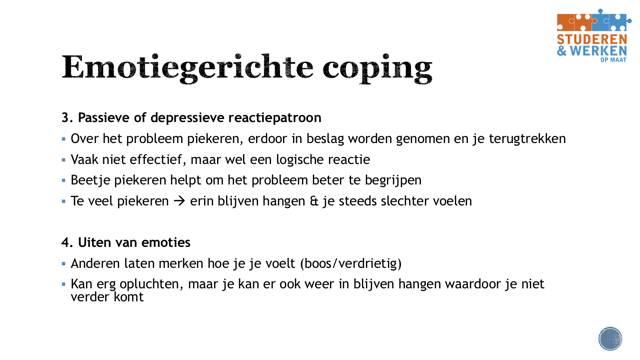 STUDEREN
& WERKEN
OP MAAT
Emotiegerichte coping
3. Passieve of depressieve reactiepatroon
▪ Over het probleem piekeren, erdoor in beslag worden genomen en je terugtrekken
▪ Vaak niet effectief, maar wel een logische reactie
▪ Beetje piekeren helpt om het probleem beter te begrijpen
▪ Te veel piekeren → erin blijven hangen & je steeds slechter voelen
4. Uiten van emoties
▪ Anderen laten merken hoe je je voelt (boos/verdrietig)
▪ Kan erg opluchten, maar je kan er ook weer in blijven hangen waardoor je niet
verder komt